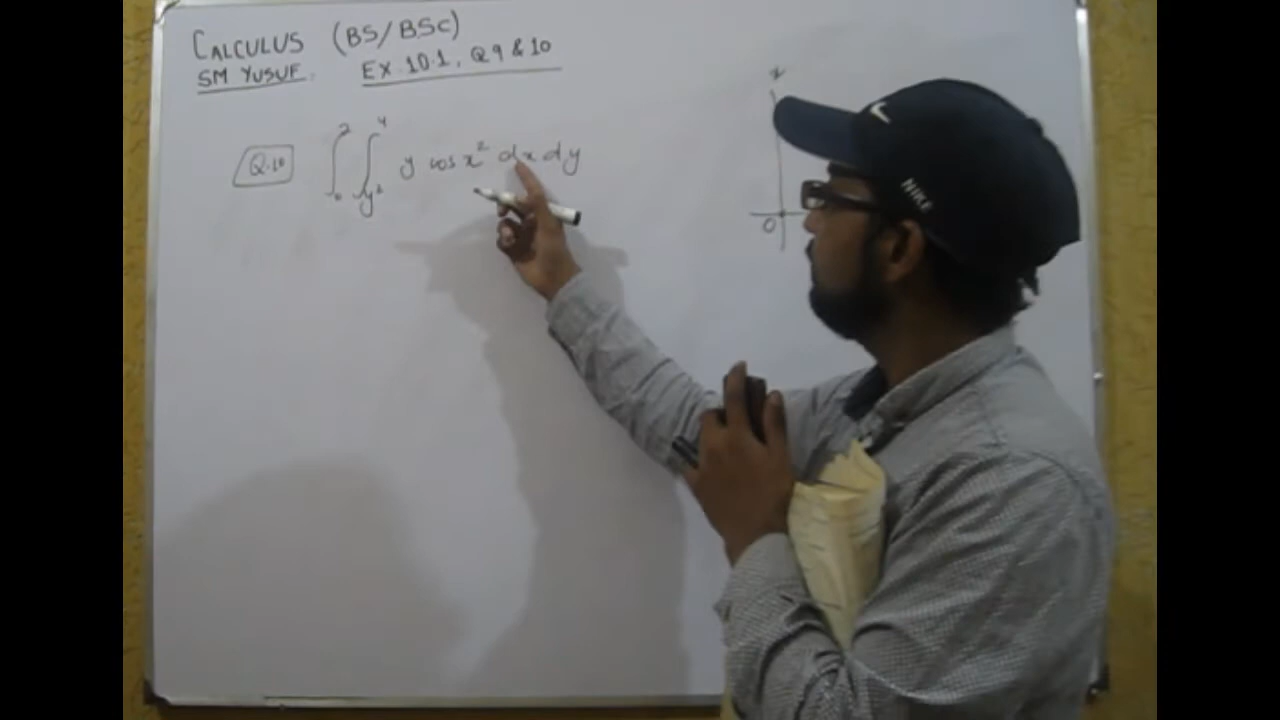 CALCULUS (BS/BSC)
SM YUSUF. EX.10.1, Q9 & 10
Q.10 ∫₀² ∫_{y²}⁴ y cos x² dx dy
O
NIKE